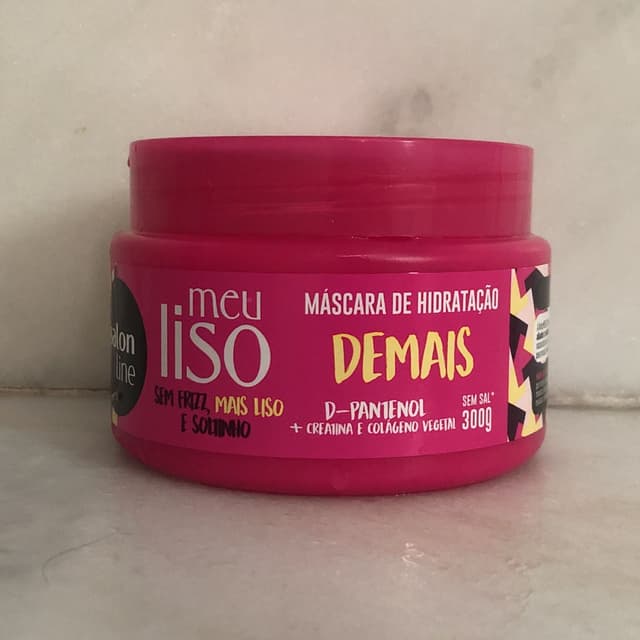 salon
line
meu
liso
SEM FRIZZ, MAIS LISO
E SOLTINHO
MÁSCARA DE HIDRATAÇÃO
DEMAIS
D-PANTENOL
+ CREATINA E COLÁGENO VEGETAL
SEM SAL*
300g